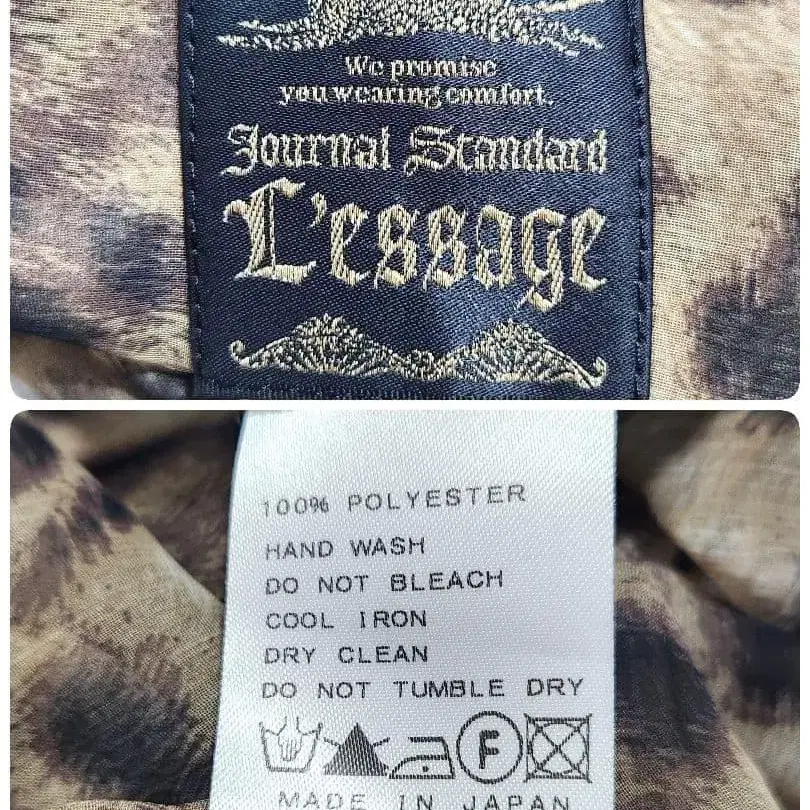 We promise
you wearing comfort.
Journal Standard
L'essage
100% POLYESTER
HAND WASH
DO NOT BLEACH
COOL IRON
DRY CLEAN
DO NOT TUMBLE DRY
F
MADE IN JAPAN